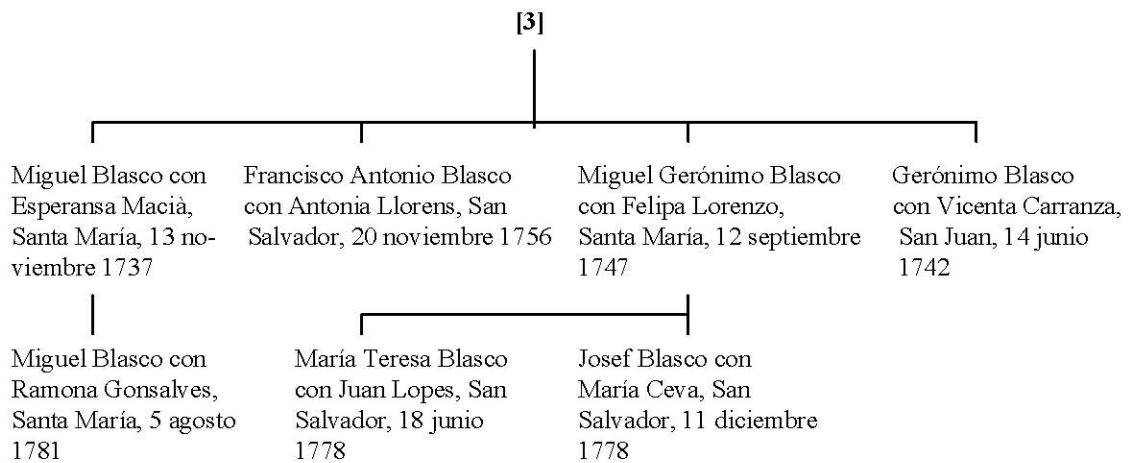 [3]
Miguel Blasco con
Esperansa Macià,
Santa María, 13 no-
viembre 1737
Francisco Antonio Blasco
con Antonia Llorens, San
Salvador, 20 noviembre 1756
Miguel Gerónimo Blasco
con Felipa Lorenzo,
Santa María, 12 septiembre
1747
Gerónimo Blasco
con Vicenta Carranza,
San Juan, 14 junio
1742
Miguel Blasco con
Ramona Gonsalves,
Santa María, 5 agosto
1781
María Teresa Blasco
con Juan Lopes, San
Salvador, 18 junio
1778
Josef Blasco con
María Ceva, San
Salvador, 11 diciembre
1778